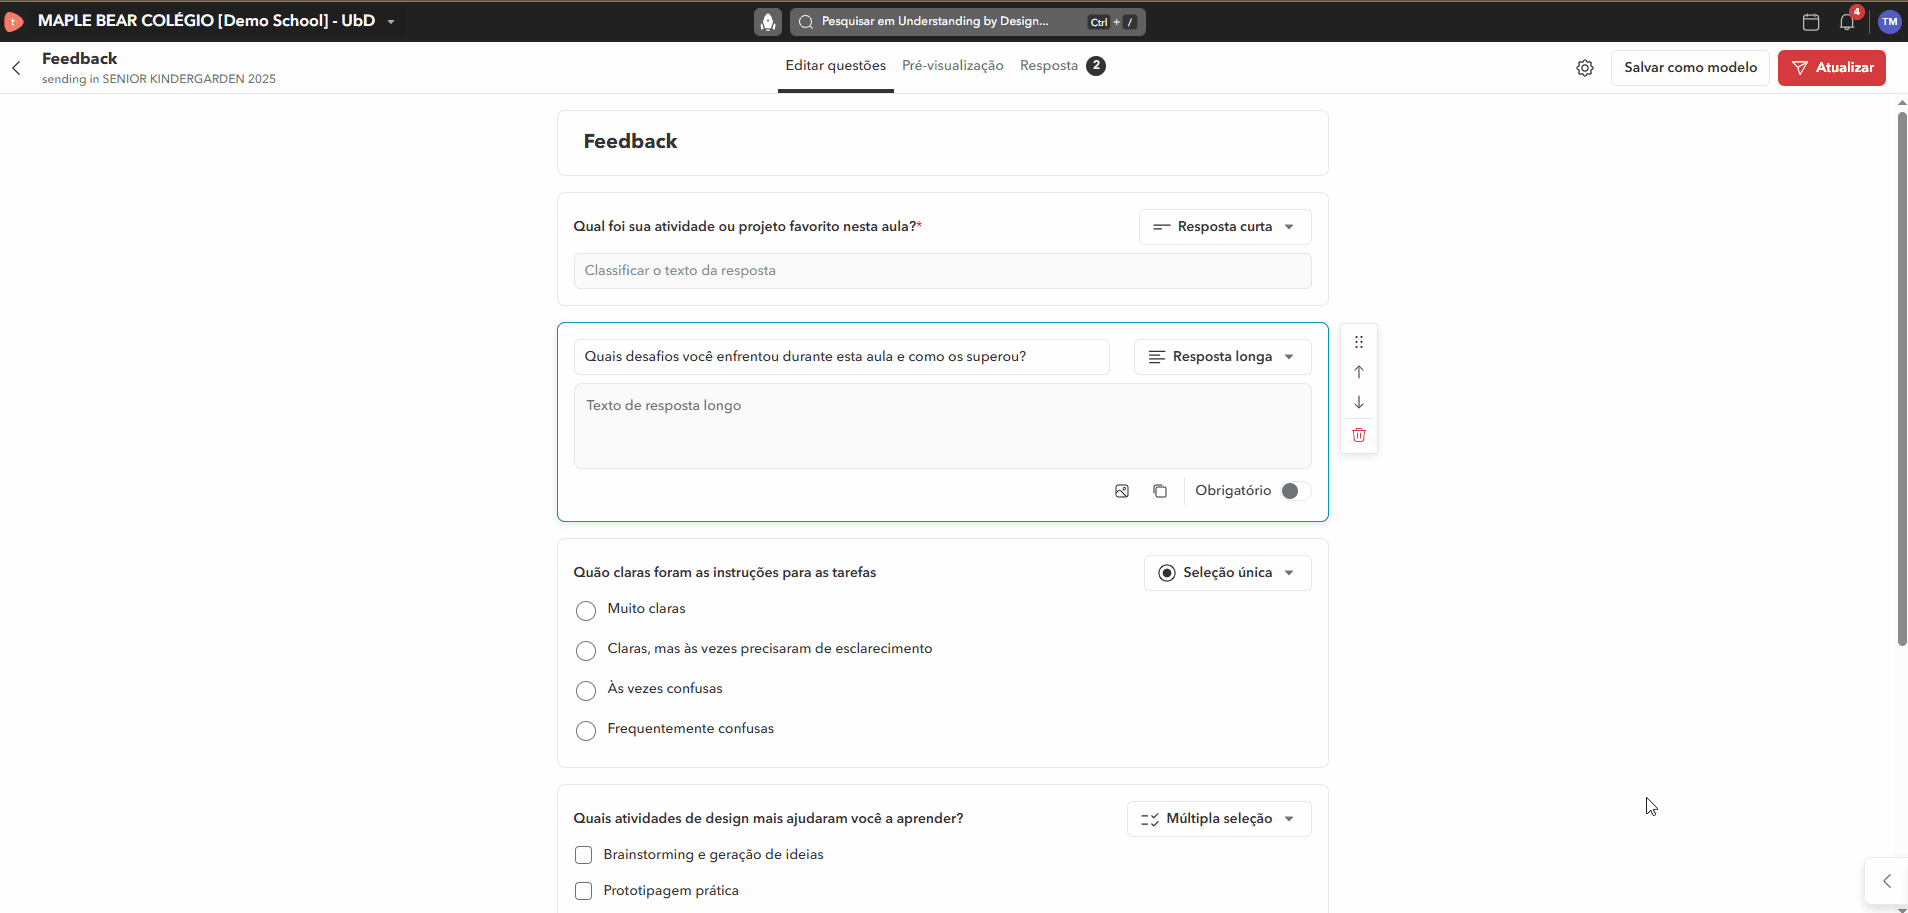 t MAPLE BEAR COLÉGIO [Demo School] - UbD
Pesquisar em Understanding by Design... Ctrl + /
4
TM
Feedback
sending in SENIOR KINDERGARDEN 2025
Editar questões Pré-visualização Resposta 2
Salvar como modelo Atualizar
Feedback
Qual foi sua atividade ou projeto favorito nesta aula?*
Resposta curta
Classificar o texto da resposta
Quais desafios você enfrentou durante esta aula e como os superou?
Resposta longa
Texto de resposta longo
Obrigatório
Quão claras foram as instruções para as tarefas
Seleção única
Muito claras
Claras, mas às vezes precisaram de esclarecimento
Às vezes confusas
Frequentemente confusas
Quais atividades de design mais ajudaram você a aprender?
Múltipla seleção
Brainstorming e geração de ideias
Prototipagem prática